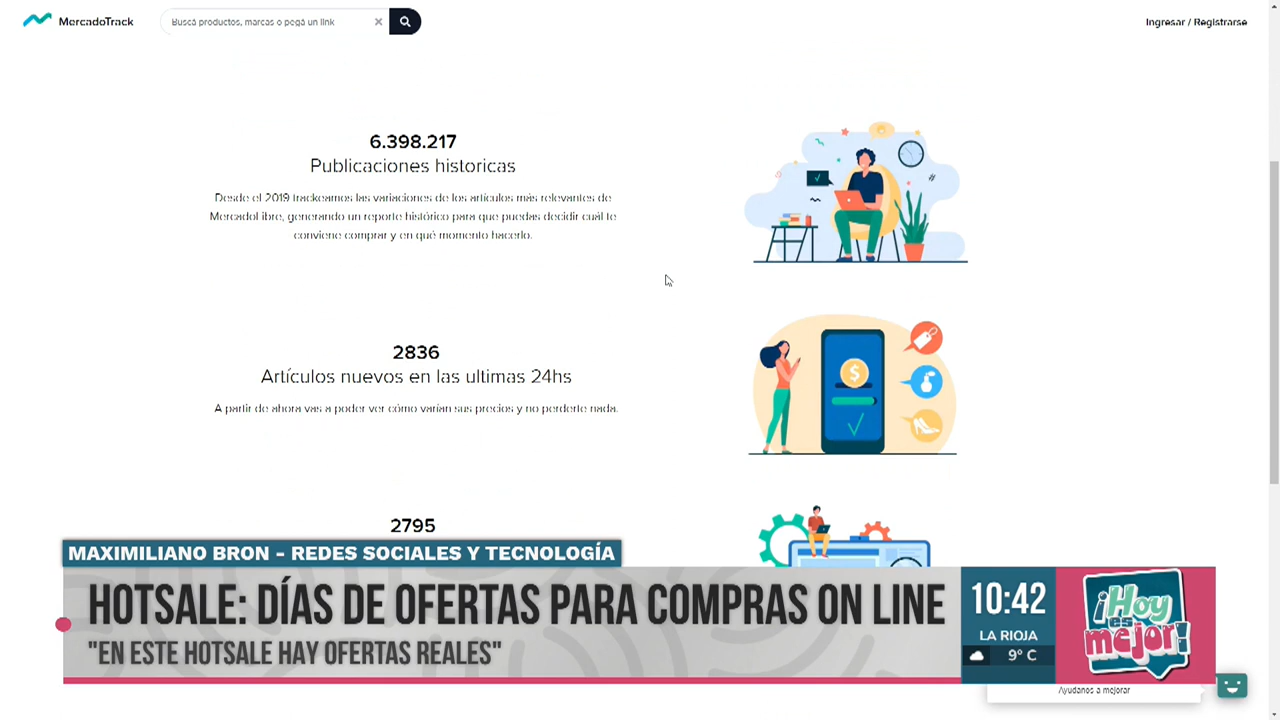 MercadoTrack
Buscá productos, marcas o pegá un link
Ingresar / Registrarse
6.398.217
Publicaciones historicas
Desde el 2019 trackeamos las variaciones de los artículos más relevantes de
MercadoLibre, generando un reporte histórico para que puedas decidir cuál te
conviene comprar y en qué momento hacerlo.
2836
Artículos nuevos en las ultimas 24hs
A partir de ahora vas a poder ver cómo varían sus precios y no perderte nada.
2795
MAXIMILIANO BRON - REDES SOCIALES Y TECNOLOGÍA
HOTSALE: DÍAS DE OFERTAS PARA COMPRAS ON LINE
"EN ESTE HOTSALE HAY OFERTAS REALES"
10:42
LA RIOJA
9° C
¡Hoy
es
mejor!
Ayudanos a mejorar